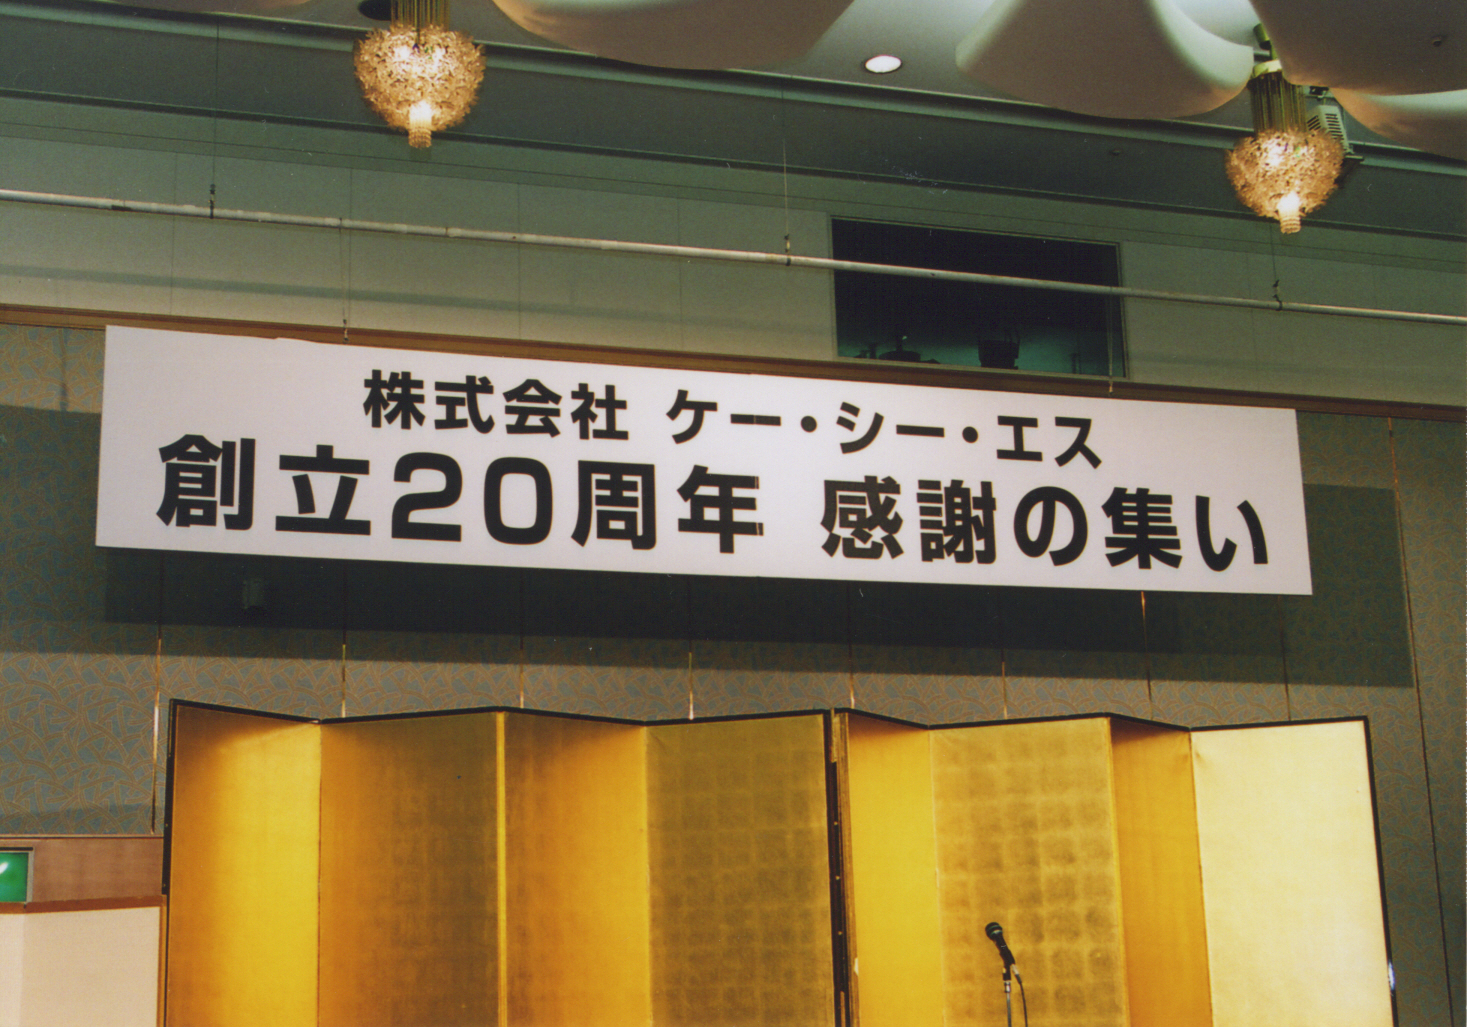 株式会社 ケー・シー・エス
創立20周年 感謝の集い